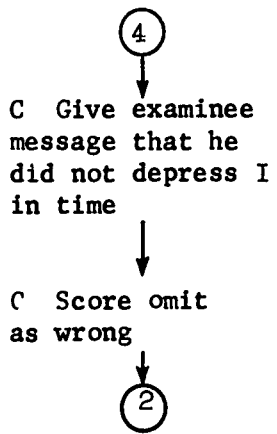 4
C Give examinee
message that he
did not depress I
in time
C Score omit
as wrong
2